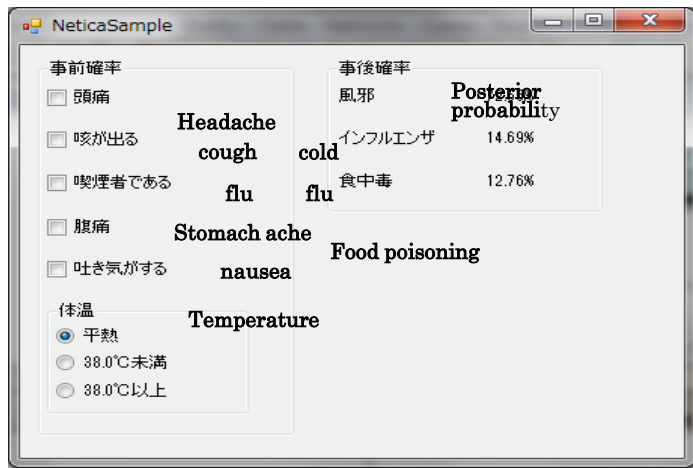 NeticaSample
事前確率
頭痛
Headache
咳が出る
cough
喫煙者である
flu
腹痛
Stomach ache
吐き気がする
nausea
体温
Temperature
平熱
38.0℃未満
38.0℃以上
事後確率
風邪
Posterior
probability
cold
インフルエンザ 14.69%
flu
食中毒 12.76%
Food poisoning